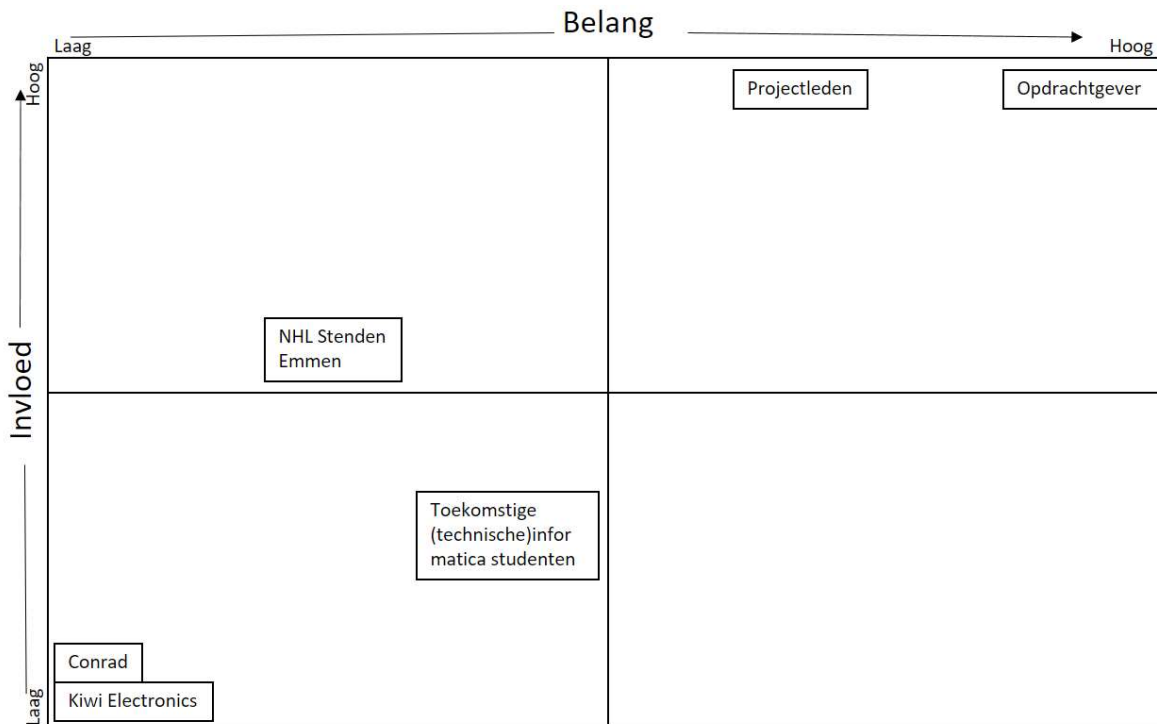 Belang
Laag
Hoog
Hoog
Projectleden
Opdrachtgever
NHL Stenden
Emmen
Invloed
Toekomstige
(technische)infor
matica studenten
Conrad
Kiwi Electronics
Laag